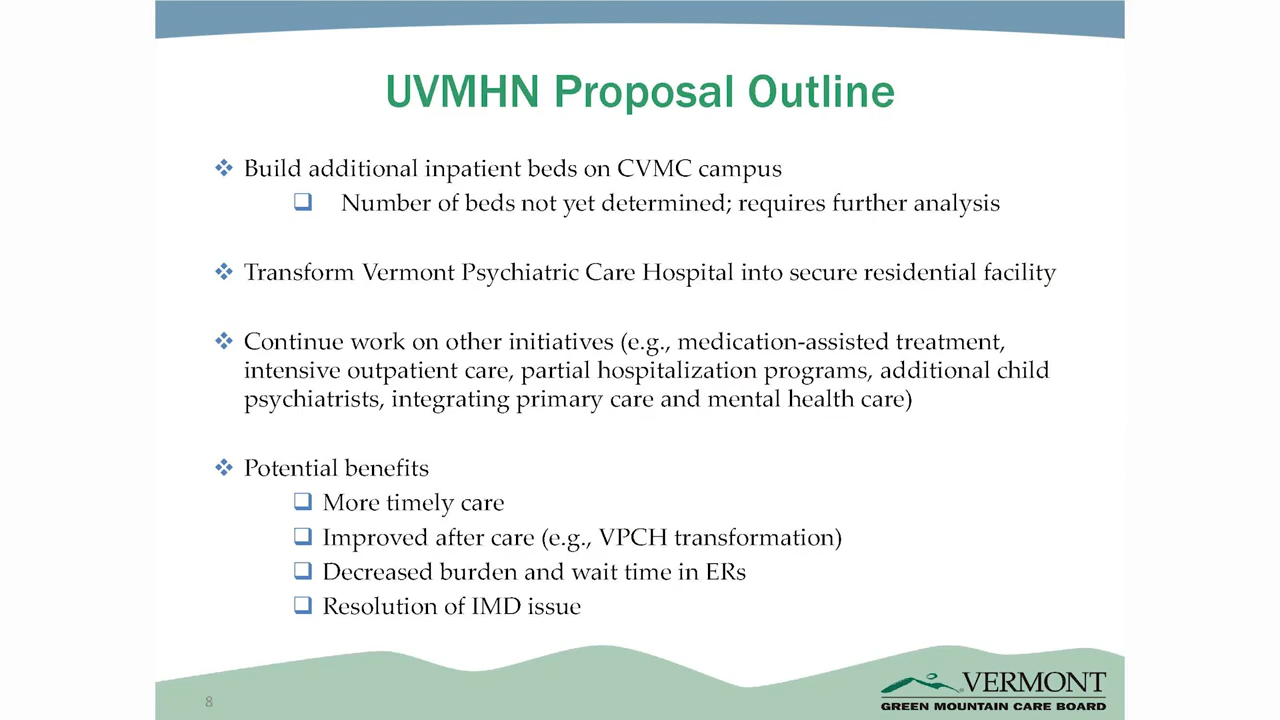 UVMHN Proposal Outline
Build additional inpatient beds on CVMC campus
Number of beds not yet determined; requires further analysis
Transform Vermont Psychiatric Care Hospital into secure residential facility
Continue work on other initiatives (e.g., medication-assisted treatment,
intensive outpatient care, partial hospitalization programs, additional child
psychiatrists, integrating primary care and mental health care)
Potential benefits
More timely care
Improved after care (e.g., VPCH transformation)
Decreased burden and wait time in ERs
Resolution of IMD issue
8
VERMONT
GREEN MOUNTAIN CARE BOARD